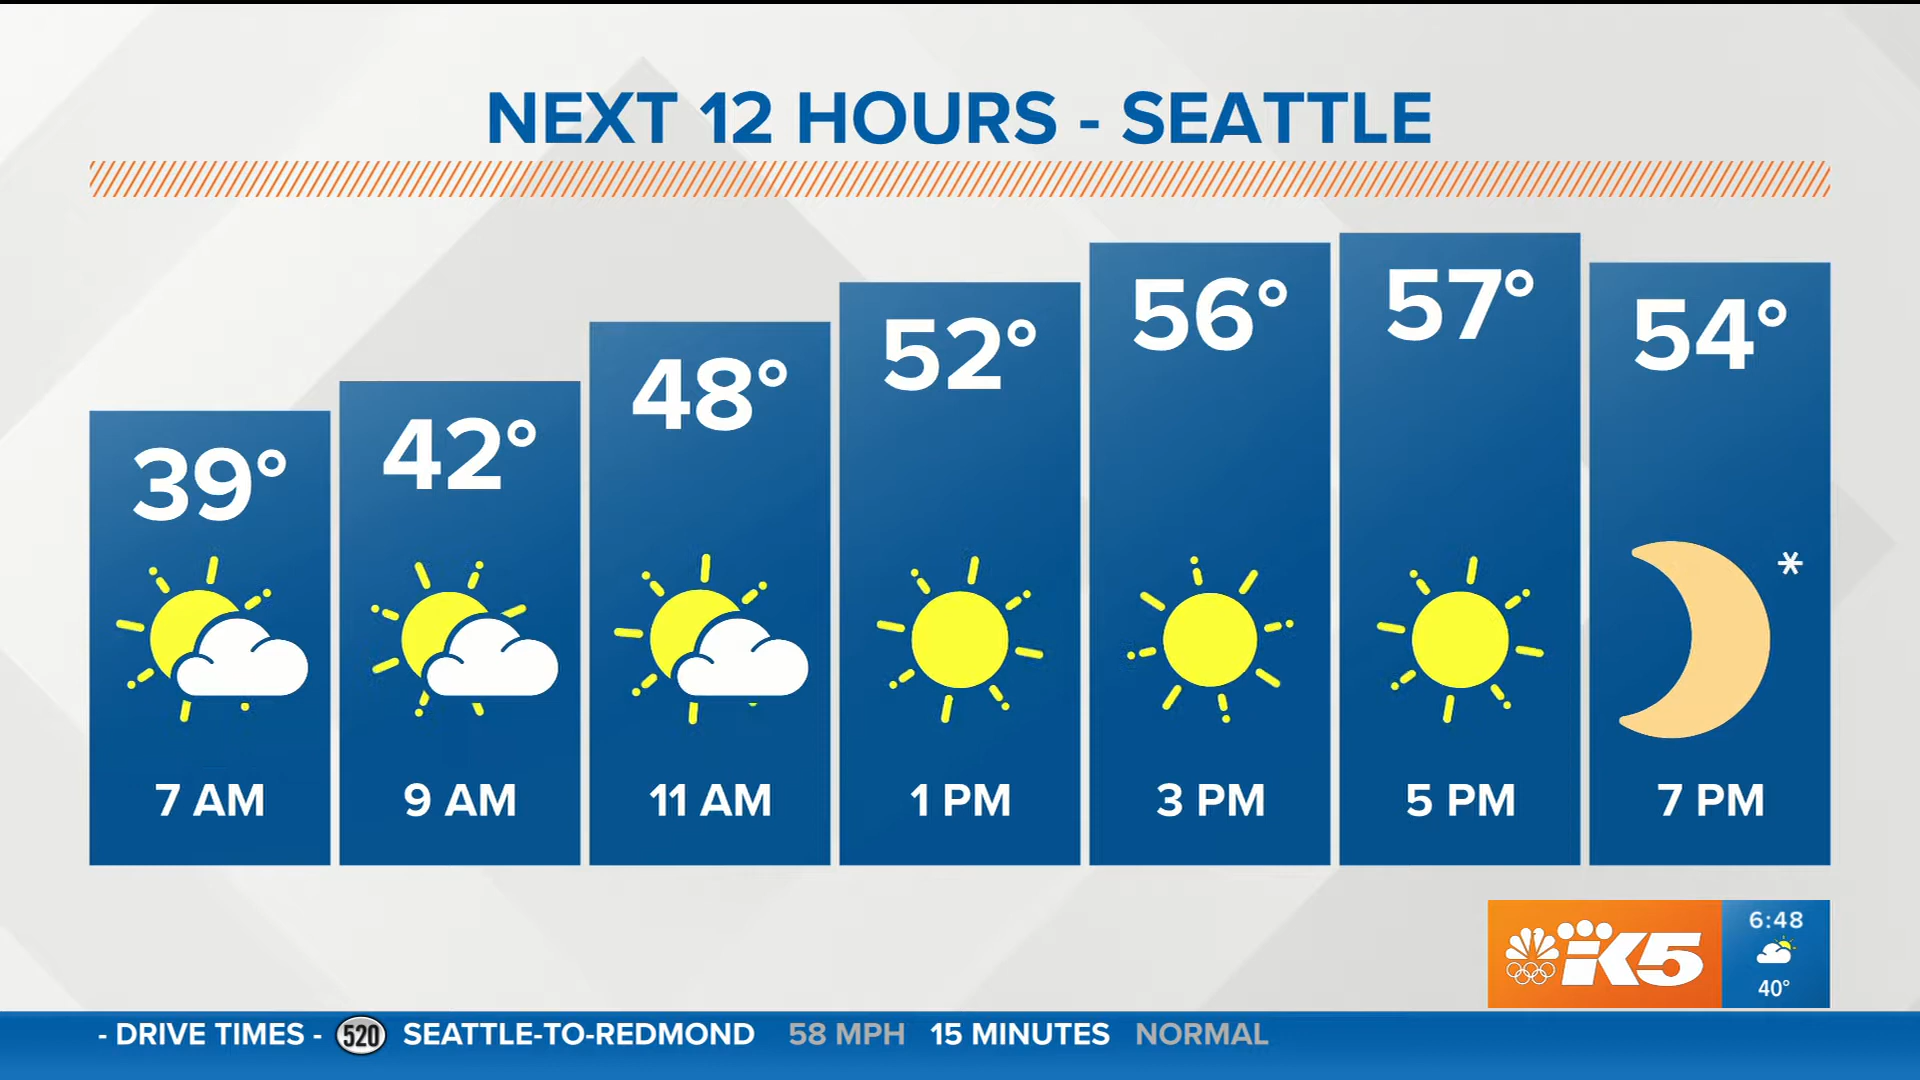 NEXT 12 HOURS - SEATTLE
39° 42° 48° 52° 56° 57° 54°
7 AM 9 AM 11 AM 1 PM 3 PM 5 PM 7 PM
K5
6:48
40°
- DRIVE TIMES - 520 SEATTLE-TO-REDMOND 58 MPH 15 MINUTES NORMAL